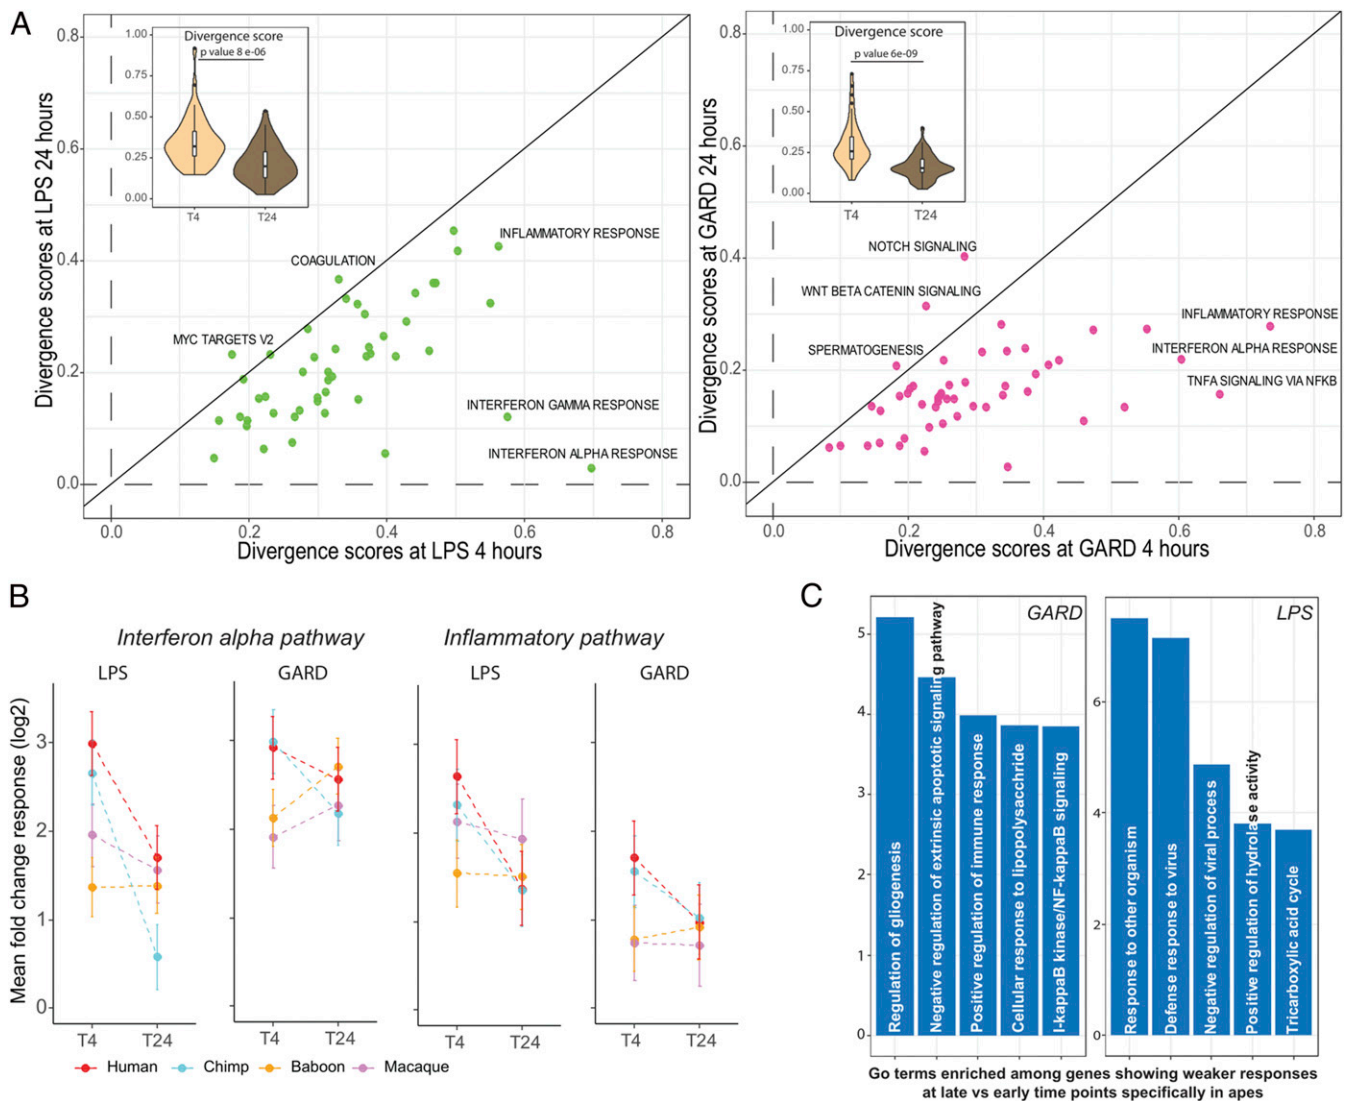 A
Divergence scores at LPS 24 hours
0.8
0.6
0.4
0.2
0.0
Divergence score
p value 8 e-06
1.00
0.75
0.50
0.25
0.00
T4
T24
INFLAMMATORY RESPONSE
COAGULATION
MYC TARGETS V2
INTERFERON GAMMA RESPONSE
INTERFERON ALPHA RESPONSE
0.0
0.2
0.4
0.6
0.8
Divergence scores at LPS 4 hours
Divergence scores at GARD 24 hours
0.8
0.6
0.4
0.2
0.0
Divergence score
p value 6e-09
1.00
0.75
0.50
0.25
0.00
T4
T24
NOTCH SIGNALING
WNT BETA CATENIN SIGNALING
INFLAMMATORY RESPONSE
SPERMATOGENESIS
INTERFERON ALPHA RESPONSE
TNFA SIGNALING VIA NFKB
0.0
0.2
0.4
0.6
0.8
Divergence scores at GARD 4 hours
B
Interferon alpha pathway
Inflammatory pathway
LPS
GARD
LPS
GARD
Mean fold change response (log2)
3
2
1
0
T4
T24
T4
T24
T4
T24
T4
T24
Human
Chimp
Baboon
Macaque
C
GARD
5
4
3
2
1
0
Regulation of gliogenesis
Negative regulation of extrinsic apoptotic signaling pathway
Positive regulation of immune response
Cellular response to lipopolysacchride
I-kappaB kinase/NF-kappaB signaling
LPS
6
4
2
0
Response to other organism
Defense response to virus
Negative regulation of viral process
Positive regulation of hydrolase activity
Tricarboxylic acid cycle
Go terms enriched among genes showing weaker responses
at late vs early time points specifically in apes